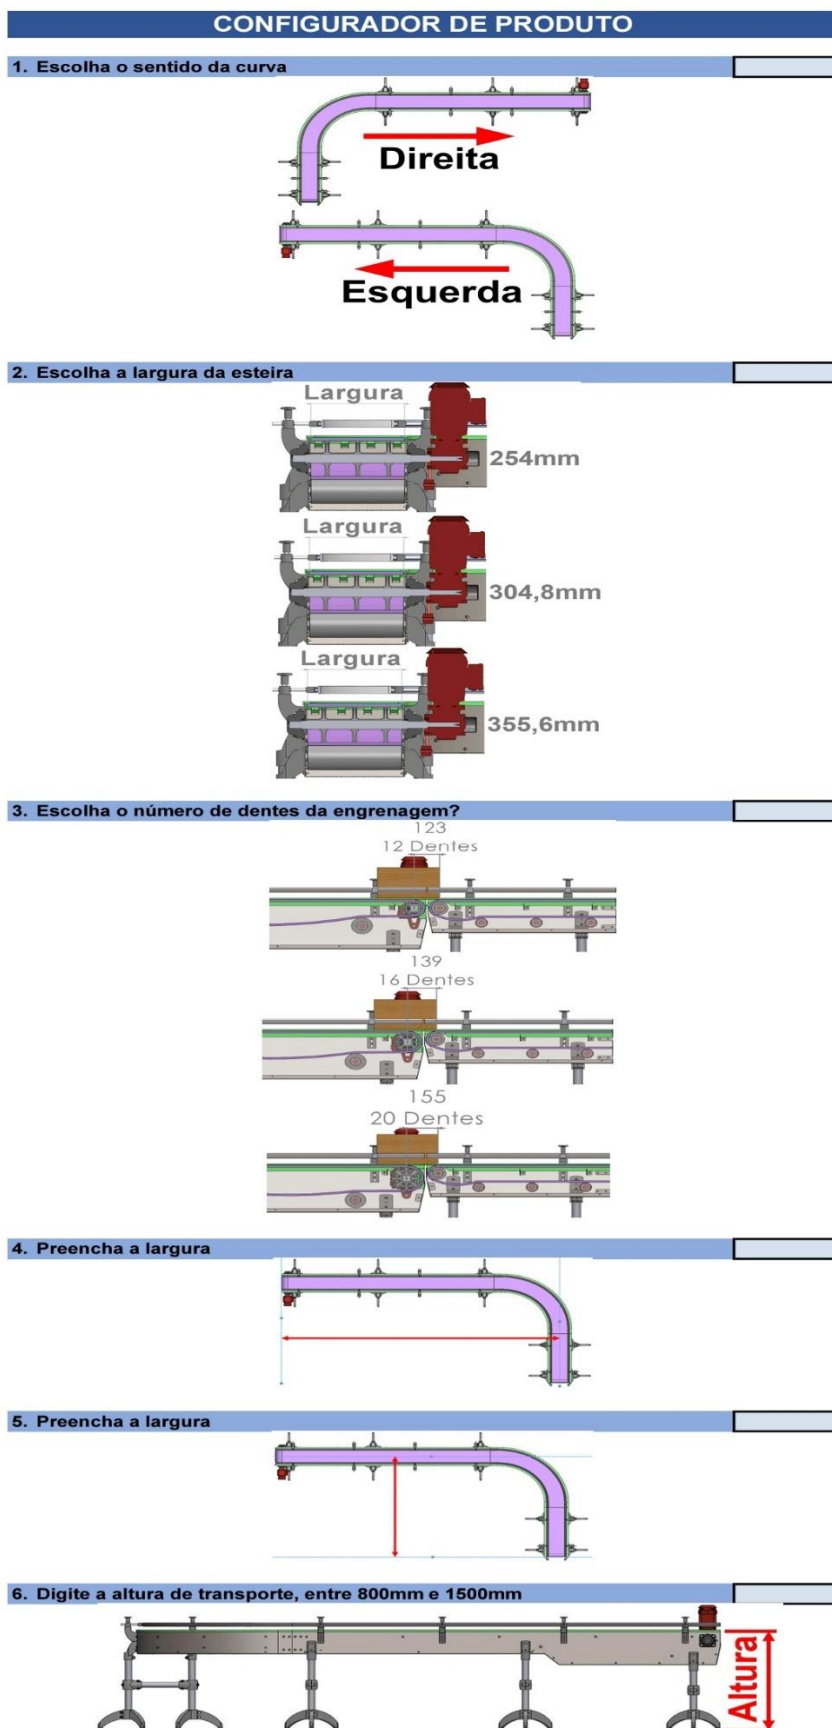 CONFIGURADOR DE PRODUTO
1. Escolha o sentido da curva
Direita
Esquerda
2. Escolha a largura da esteira
Largura
254mm
Largura
304,8mm
Largura
355,6mm
3. Escolha o número de dentes da engrenagem?
123
12 Dentes
139
16 Dentes
155
20 Dentes
4. Preencha a largura
5. Preencha a largura
6. Digite a altura de transporte, entre 800mm e 1500mm
Altura